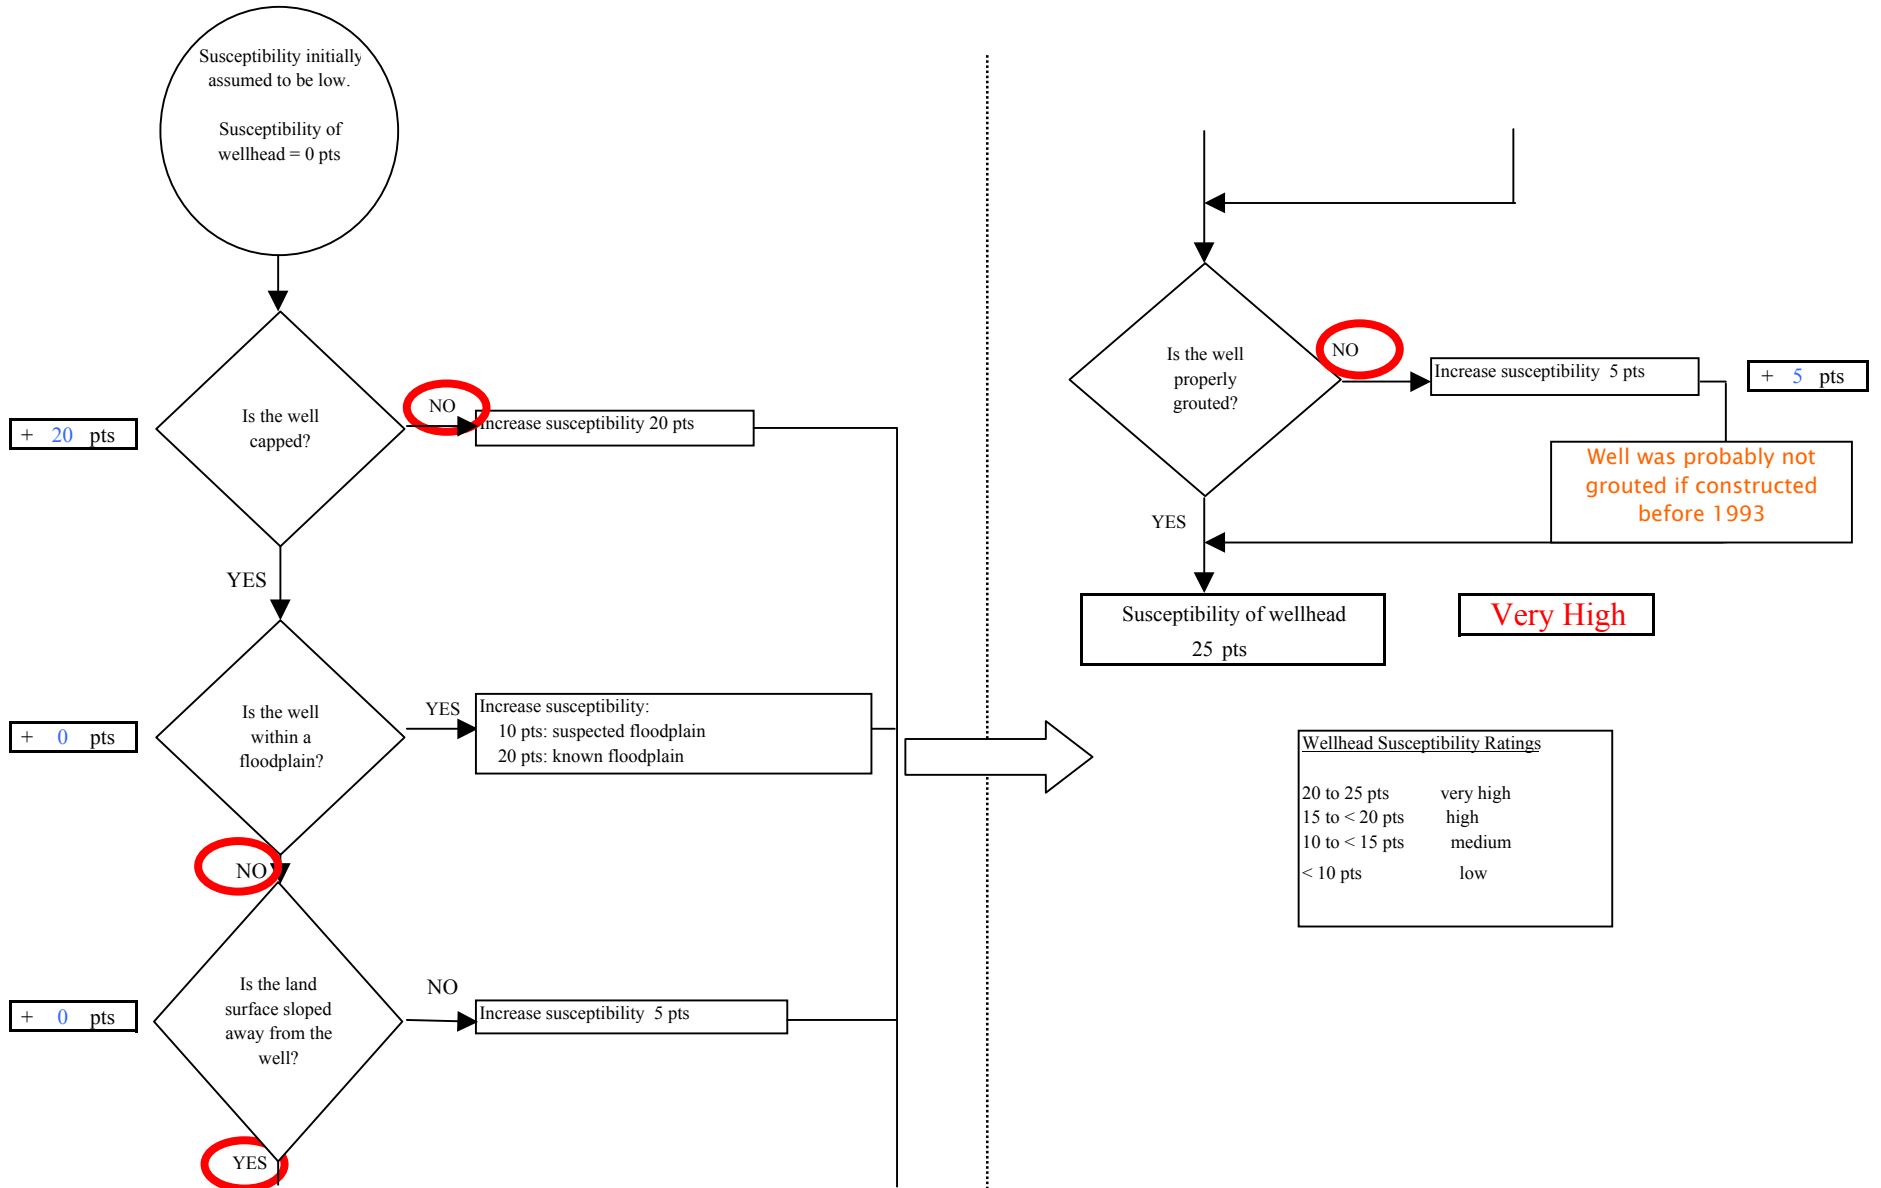 Susceptibility initially
assumed to be low.
Susceptibility of
wellhead = 0 pts
Is the well
capped?
NO
Increase susceptibility 20 pts
+ 20 pts
YES
Is the well
within a
floodplain?
YES
Increase susceptibility:
10 pts: suspected floodplain
20 pts: known floodplain
+ 0 pts
NO
Is the land
surface sloped
away from the
well?
NO
Increase susceptibility 5 pts
+ 0 pts
YES
Is the well
properly
grouted?
NO
Increase susceptibility 5 pts
+ 5 pts
Well was probably not
grouted if constructed
before 1993
YES
Susceptibility of wellhead
25 pts
Very High
Wellhead Susceptibility Ratings
20 to 25 pts very high
15 to < 20 pts high
10 to < 15 pts medium
< 10 pts low